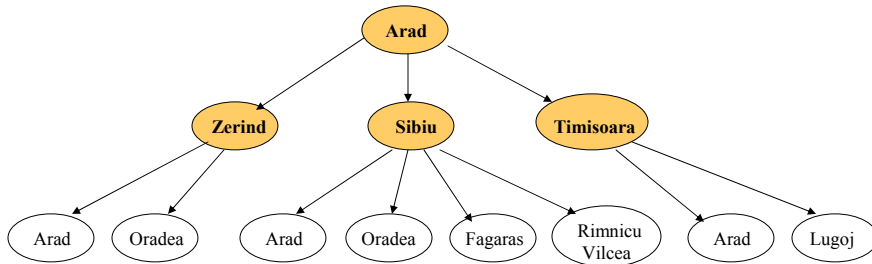 Arad
Zerind
Sibiu
Timisoara
Arad
Oradea
Arad
Oradea
Fagaras
Rimnicu
Vilcea
Arad
Lugoj